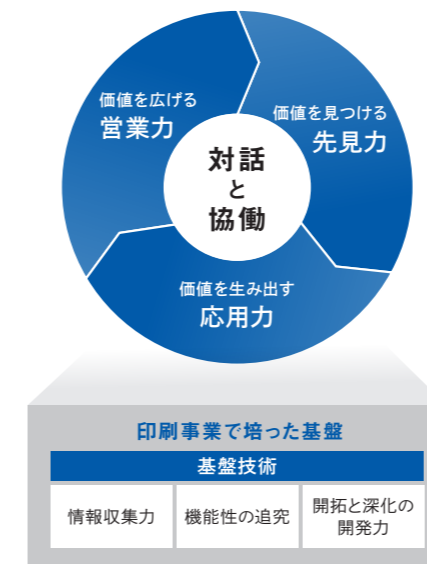 価値を広げる
営業力
価値を見つける
先見力
対話
と
協働
価値を生み出す
応用力
印刷事業で培った基盤
基盤技術
情報収集力
機能性の追究
開拓と深化の
開発力